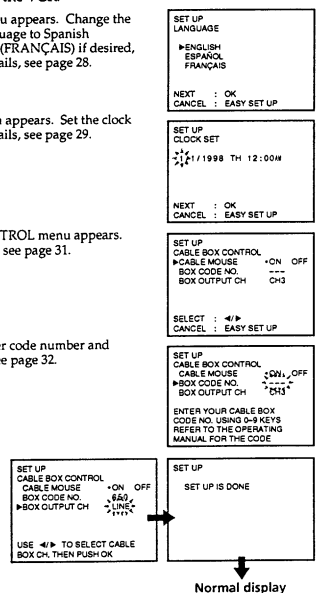 u appears. Change the
uage to Spanish
(FRANÇAIS) if desired,
ails, see page 28.
SET UP
LANGUAGE
▶ENGLISH
ESPAÑOL
FRANÇAIS
NEXT : OK
CANCEL : EASY SET UP
appears. Set the clock
ails, see page 29.
SET UP
CLOCK SET
1/1/1998 TH 12:00AM
NEXT : OK
CANCEL : EASY SET UP
TROL menu appears.
see page 31.
SET UP
CABLE BOX CONTROL
▶CABLE MOUSE •ON OFF
BOX CODE NO. ---
BOX OUTPUT CH CH3
SELECT : ◀/▶
CANCEL : EASY SET UP
er code number and
e page 32.
SET UP
CABLE BOX CONTROL
CABLE MOUSE •ON OFF
▶BOX CODE NO. ----
BOX OUTPUT CH CH3
ENTER YOUR CABLE BOX
CODE NO. USING 0–9 KEYS
REFER TO THE OPERATING
MANUAL FOR THE CODE
SET UP
CABLE BOX CONTROL
CABLE MOUSE •ON OFF
BOX CODE NO.
▶BOX OUTPUT CH LINE
USE ◀/▶ TO SELECT CABLE
BOX CH, THEN PUSH OK
SET UP
SET UP IS DONE
Normal display